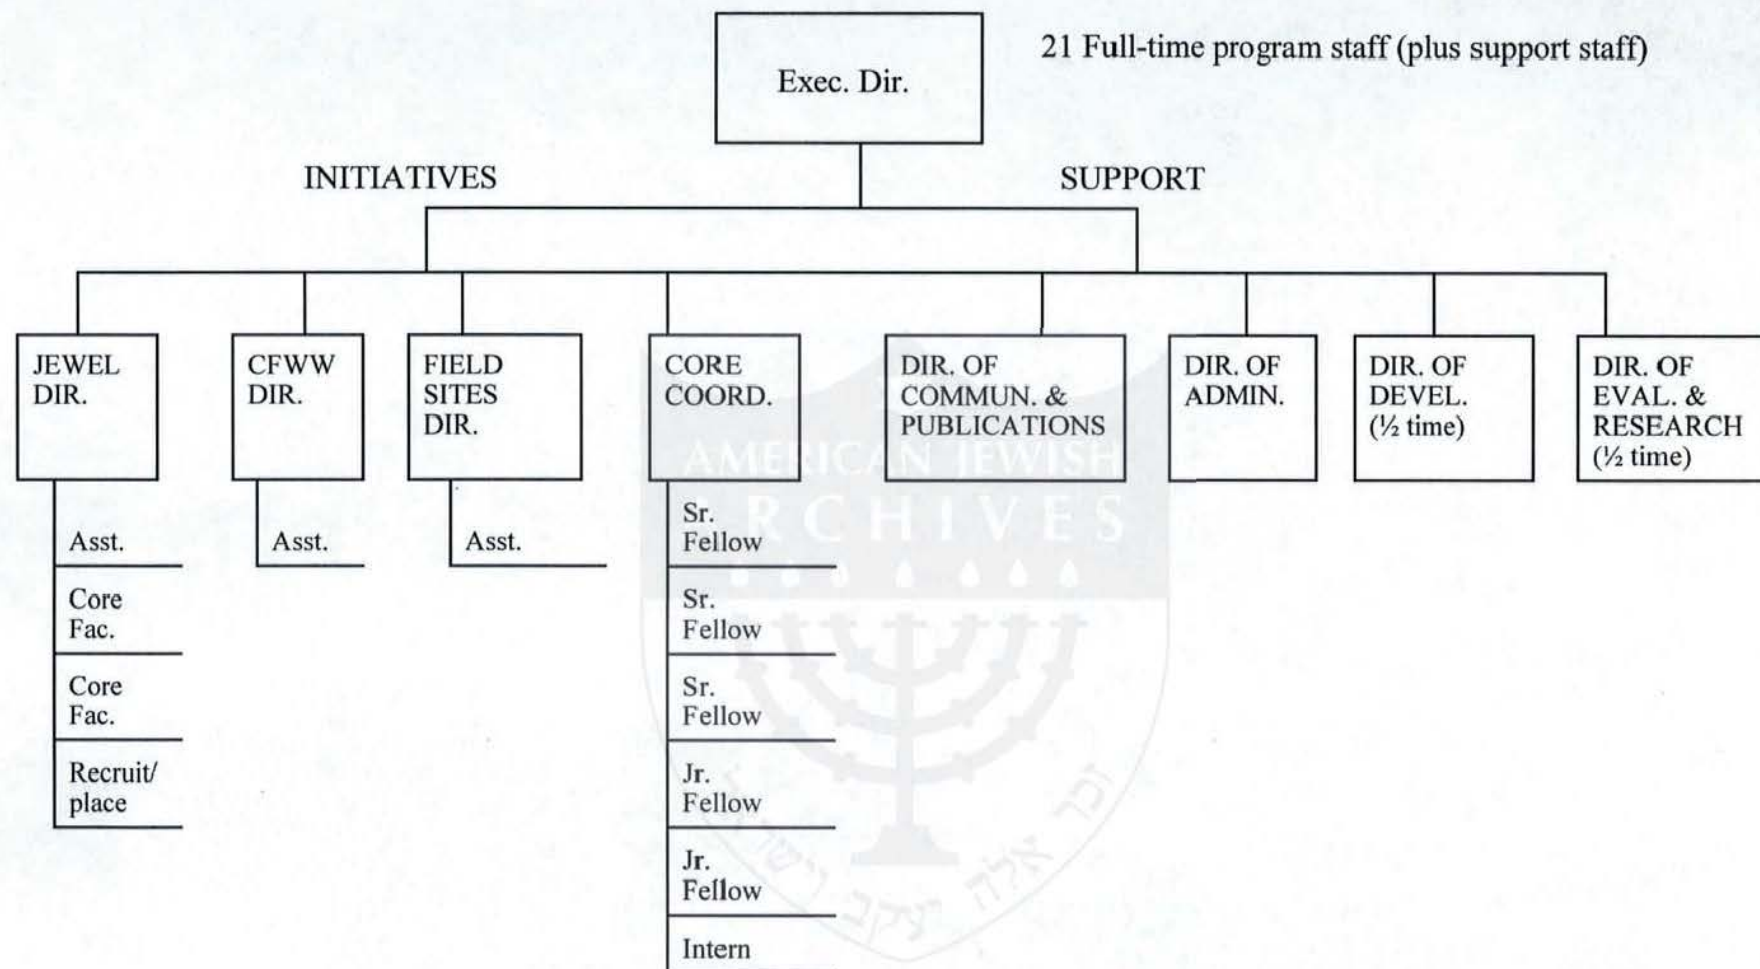 Exec. Dir.
21 Full-time program staff (plus support staff)
INITIATIVES
SUPPORT
JEWEL
DIR.
CFWW
DIR.
FIELD
SITES
DIR.
CORE
COORD.
DIR. OF
COMMUN. &
PUBLICATIONS
DIR. OF
ADMIN.
DIR. OF
DEVEL.
(½ time)
DIR. OF
EVAL. &
RESEARCH
(½ time)
Asst.
Core
Fac.
Core
Fac.
Recruit/
place
Asst.
Asst.
Sr.
Fellow
Sr.
Fellow
Sr.
Fellow
Jr.
Fellow
Jr.
Fellow
Intern
AMERICAN JEWISH
ARCHIVES
זכר אלה יעקב